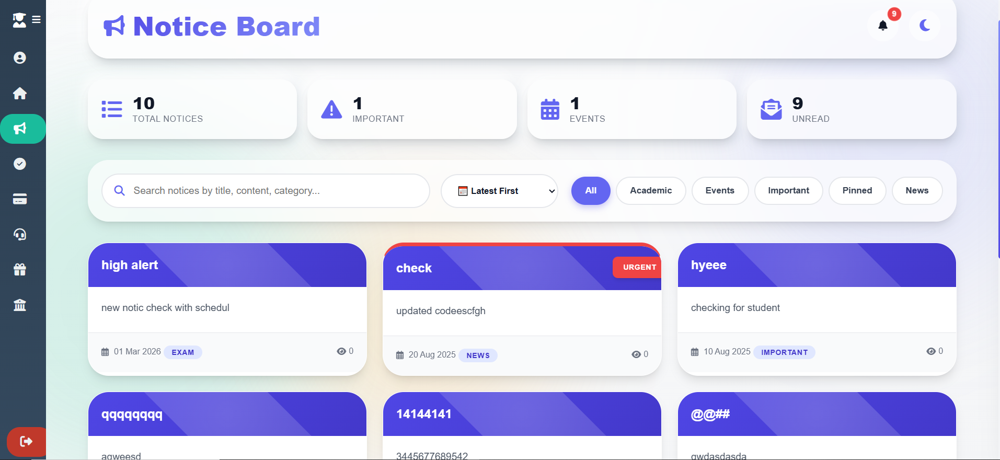 Notice Board
9
10
TOTAL NOTICES
1
IMPORTANT
1
EVENTS
9
UNREAD
Search notices by title, content, category...
Latest First
All
Academic
Events
Important
Pinned
News
high alert
new notic check with schedul
01 Mar 2026 EXAM 0
check
URGENT
updated codeescfgh
20 Aug 2025 NEWS 0
hyeee
checking for student
10 Aug 2025 IMPORTANT 0
qqqqqqqq
aqweesd
14144141
3445677689542
@@##
qwdasdasda